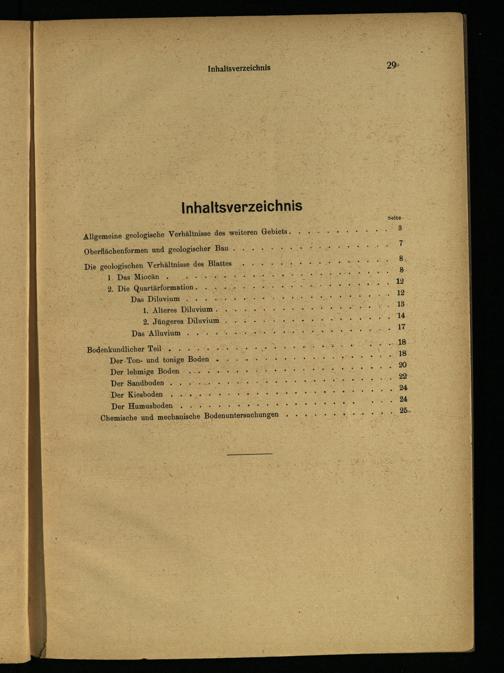 Inhaltsverzeichnis 29
Inhaltsverzeichnis
Seite
Allgemeine geologische Verhältnisse des weiteren Gebiets. . . . . . . . . . . 3
Oberflächenformen und geologischer Bau . . . . . . . . . . . . . . . . 7
Die geologischen Verhältnisse des Blattes . . . . . . . . . . . . . . . . 8
1. Das Miocän . . . . . . . . . . . . . . . . . . . . . . . 8
2. Die Quartärformation . . . . . . . . . . . . . . . . . . . . 12
Das Diluvium . . . . . . . . . . . . . . . . . . . . . 12
1. Älteres Diluvium . . . . . . . . . . . . . . . . . . 13
2. Jüngeres Diluvium . . . . . . . . . . . . . . . . . 14
Das Alluvium . . . . . . . . . . . . . . . . . . . . . 17
Bodenkundlicher Teil . . . . . . . . . . . . . . . . . . . . . . . 18
Der Ton- und tonige Boden . . . . . . . . . . . . . . . . . . 18
Der lehmige Boden . . . . . . . . . . . . . . . . . . . . . 20
Der Sandboden . . . . . . . . . . . . . . . . . . . . . . . 22
Der Kiesboden . . . . . . . . . . . . . . . . . . . . . . . 24
Der Humusboden . . . . . . . . . . . . . . . . . . . . . . 24
Chemische und mechanische Bodenuntersuchungen . . . . . . . . . . . 25